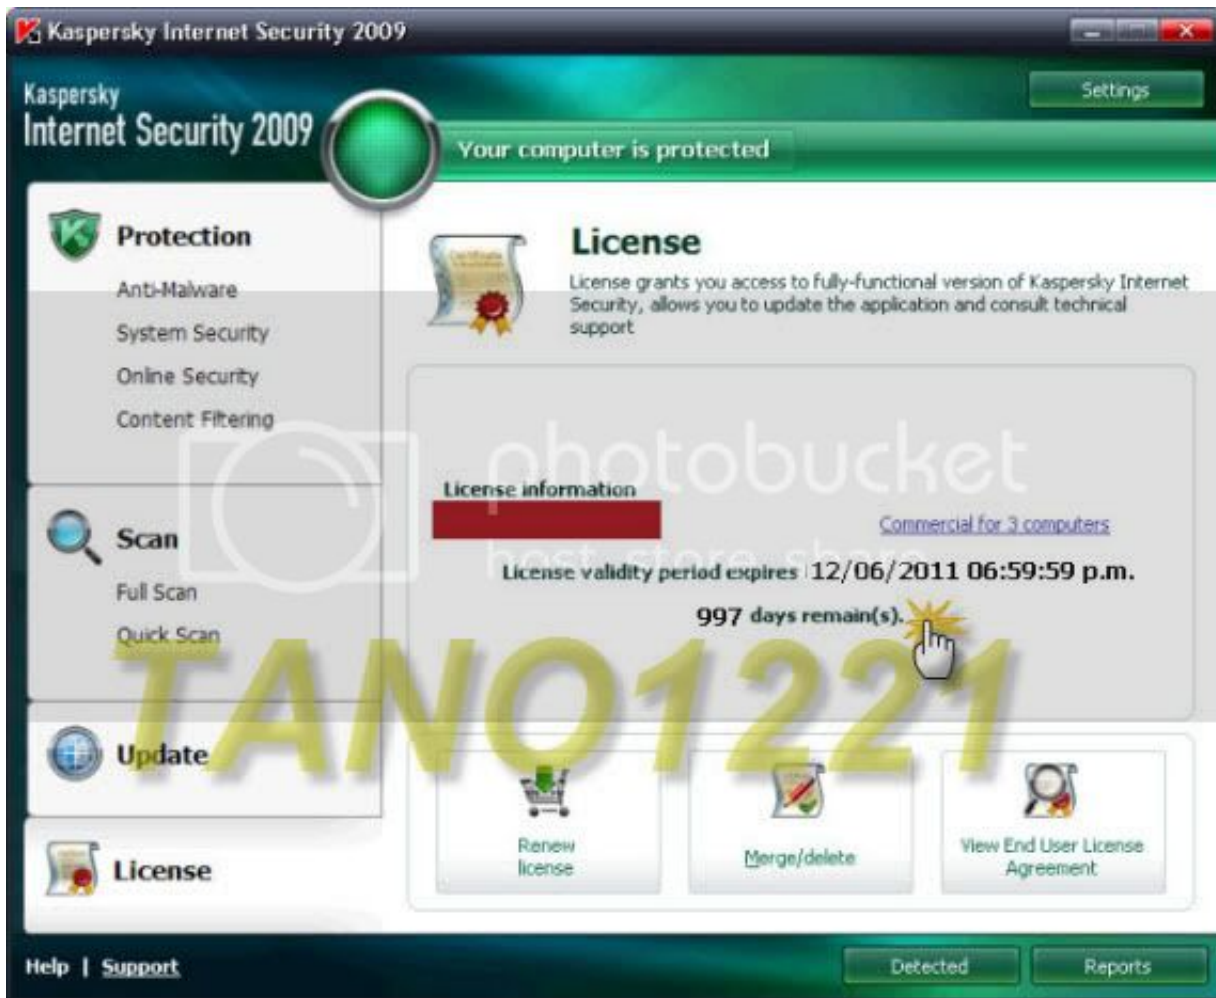 Kaspersky Internet Security 2009
Kaspersky
Internet Security 2009
Settings
Your computer is protected
Protection
Anti-Malware
System Security
Online Security
Content Filtering
Scan
Full Scan
Quick Scan
Update
License
License
License grants you access to fully-functional version of Kaspersky Internet
Security, allows you to update the application and consult technical
support
photobucket
host. store. share.
License information
Commercial for 3 computers
License validity period expires 12/06/2011 06:59:59 p.m.
997 days remain(s).
TANO1221
Renew
license
Merge/delete
View End User License
Agreement
Help | Support
Detected
Reports